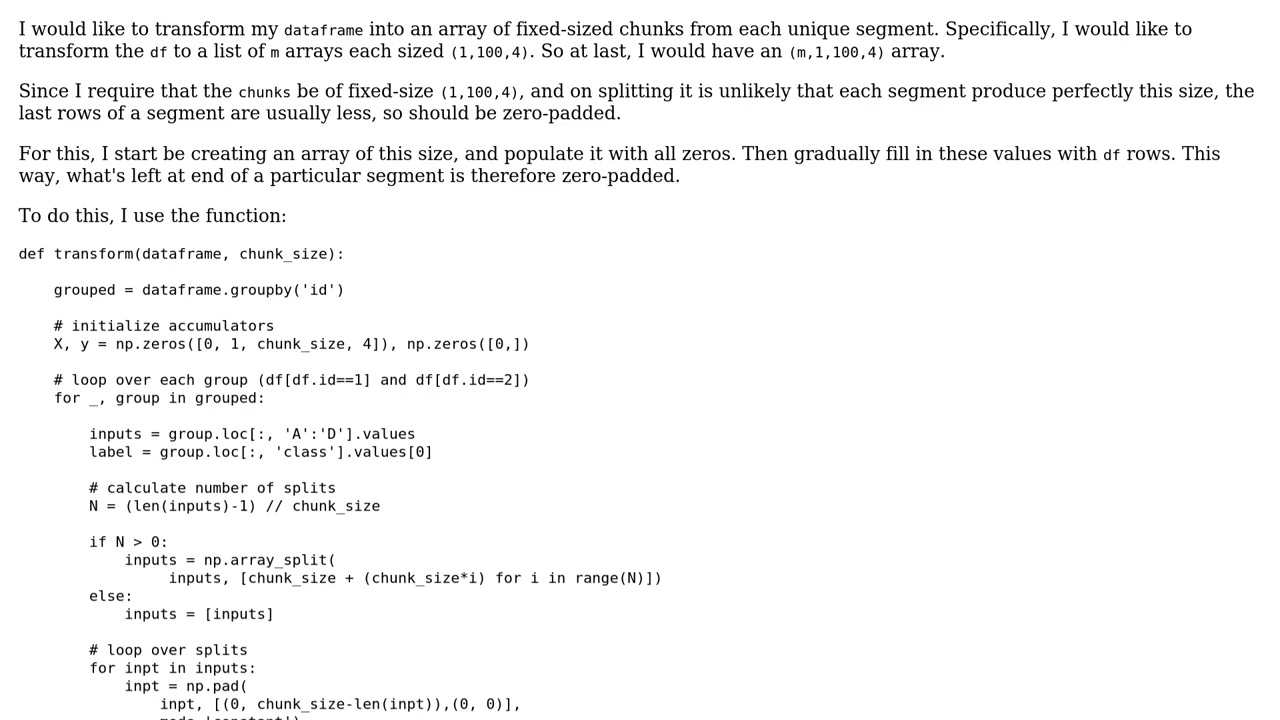 I would like to transform my dataframe into an array of fixed-sized chunks from each unique segment. Specifically, I would like to
transform the df to a list of m arrays each sized (1,100,4). So at last, I would have an (m,1,100,4) array.
Since I require that the chunks be of fixed-size (1,100,4), and on splitting it is unlikely that each segment produce perfectly this size, the
last rows of a segment are usually less, so should be zero-padded.
For this, I start be creating an array of this size, and populate it with all zeros. Then gradually fill in these values with df rows. This
way, what's left at end of a particular segment is therefore zero-padded.
To do this, I use the function:
def transform(dataframe, chunk_size):
    grouped = dataframe.groupby('id')
    # initialize accumulators
    X, y = np.zeros([0, 1, chunk_size, 4]), np.zeros([0,])
    # loop over each group (df[df.id==1] and df[df.id==2])
    for _, group in grouped:
        inputs = group.loc[:, 'A':'D'].values
        label = group.loc[:, 'class'].values[0]
        # calculate number of splits
        N = (len(inputs)-1) // chunk_size
        if N > 0:
            inputs = np.array_split(
                 inputs, [chunk_size + (chunk_size*i) for i in range(N)])
        else:
            inputs = [inputs]
        # loop over splits
        for inpt in inputs:
            inpt = np.pad(
                inpt, [(0, chunk_size-len(inpt)),(0, 0)],